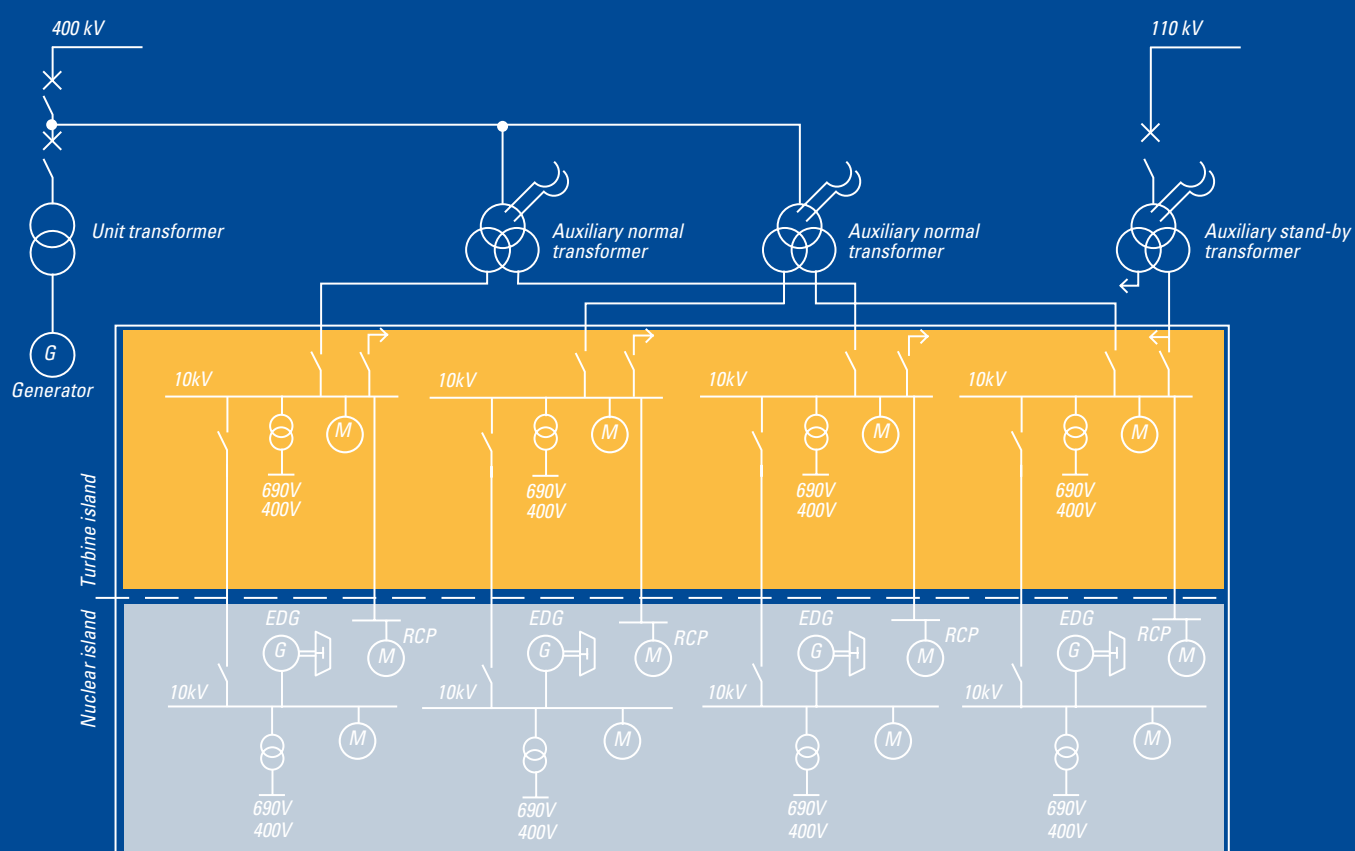 400 kV
110 kV
Unit transformer
Auxiliary normal
transformer
Auxiliary normal
transformer
Auxiliary stand-by
transformer
G
Generator
Turbine island
10kV
10kV
10kV
10kV
M
M
M
M
690V
400V
690V
400V
690V
400V
690V
400V
Nuclear island
EDG
G
RCP
M
EDG
G
RCP
M
EDG
G
RCP
M
EDG
G
RCP
M
10kV
10kV
10kV
10kV
M
M
M
M
690V
400V
690V
400V
690V
400V
690V
400V